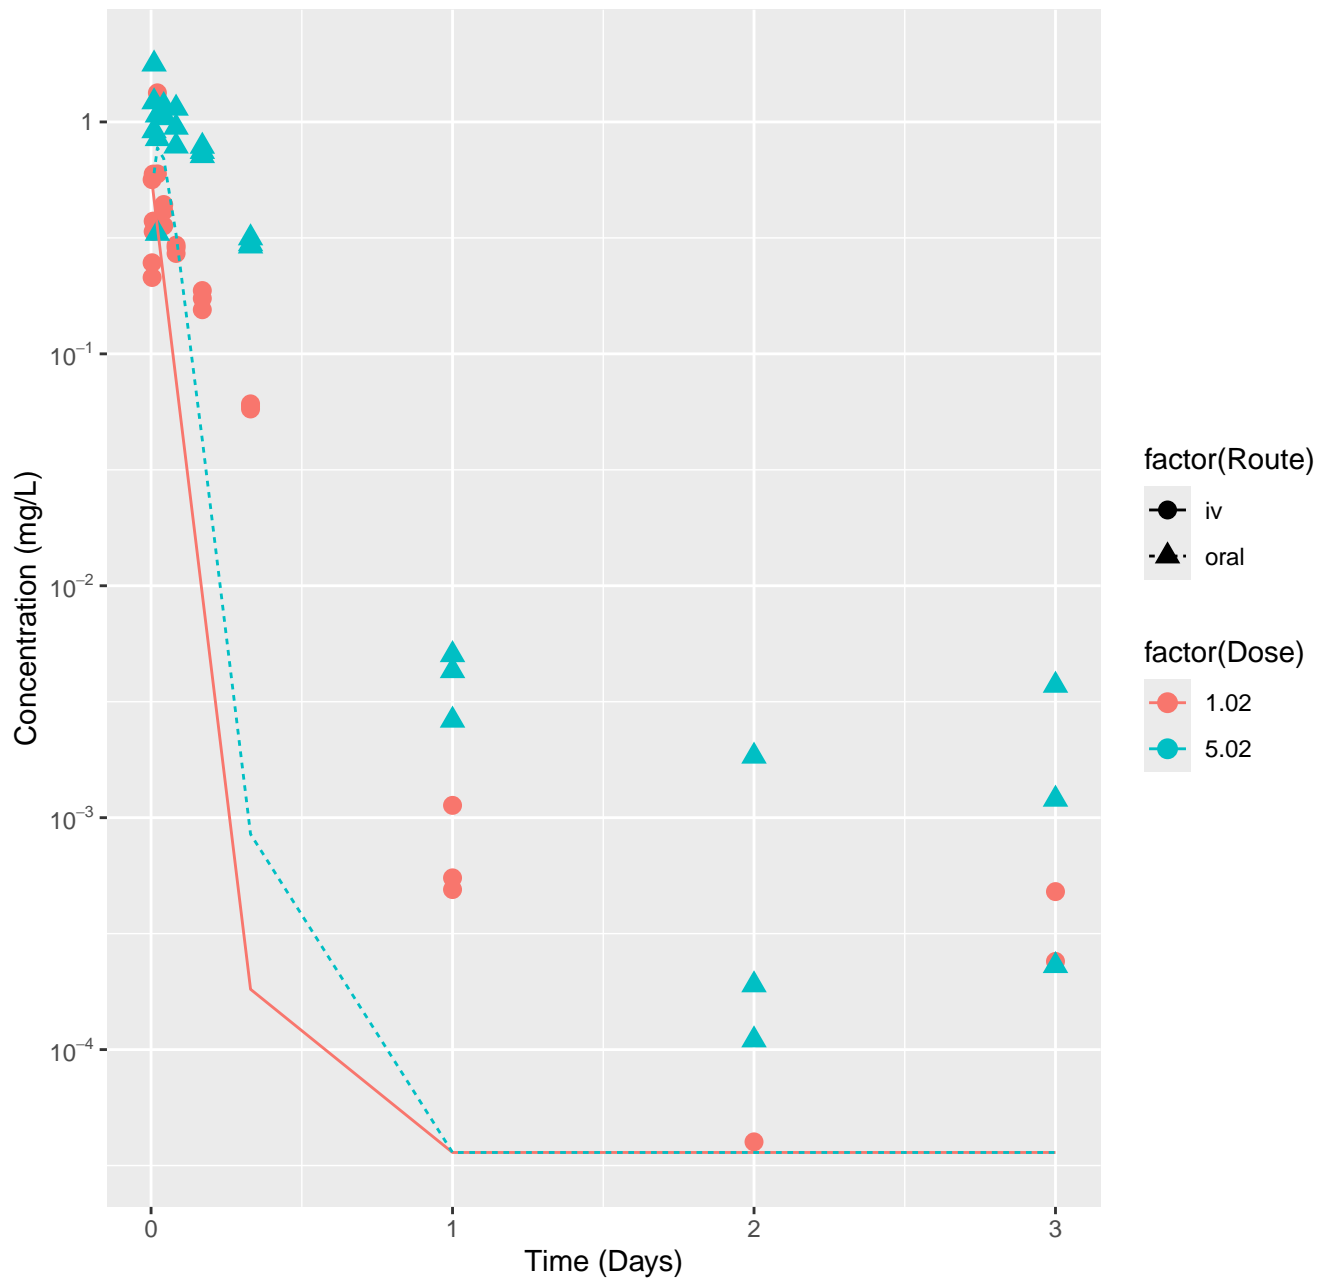 1
10⁻¹
10⁻²
10⁻³
10⁻⁴
Concentration (mg/L)
0 1 2 3
Time (Days)
factor(Route)
iv
oral
factor(Dose)
1.02
5.02